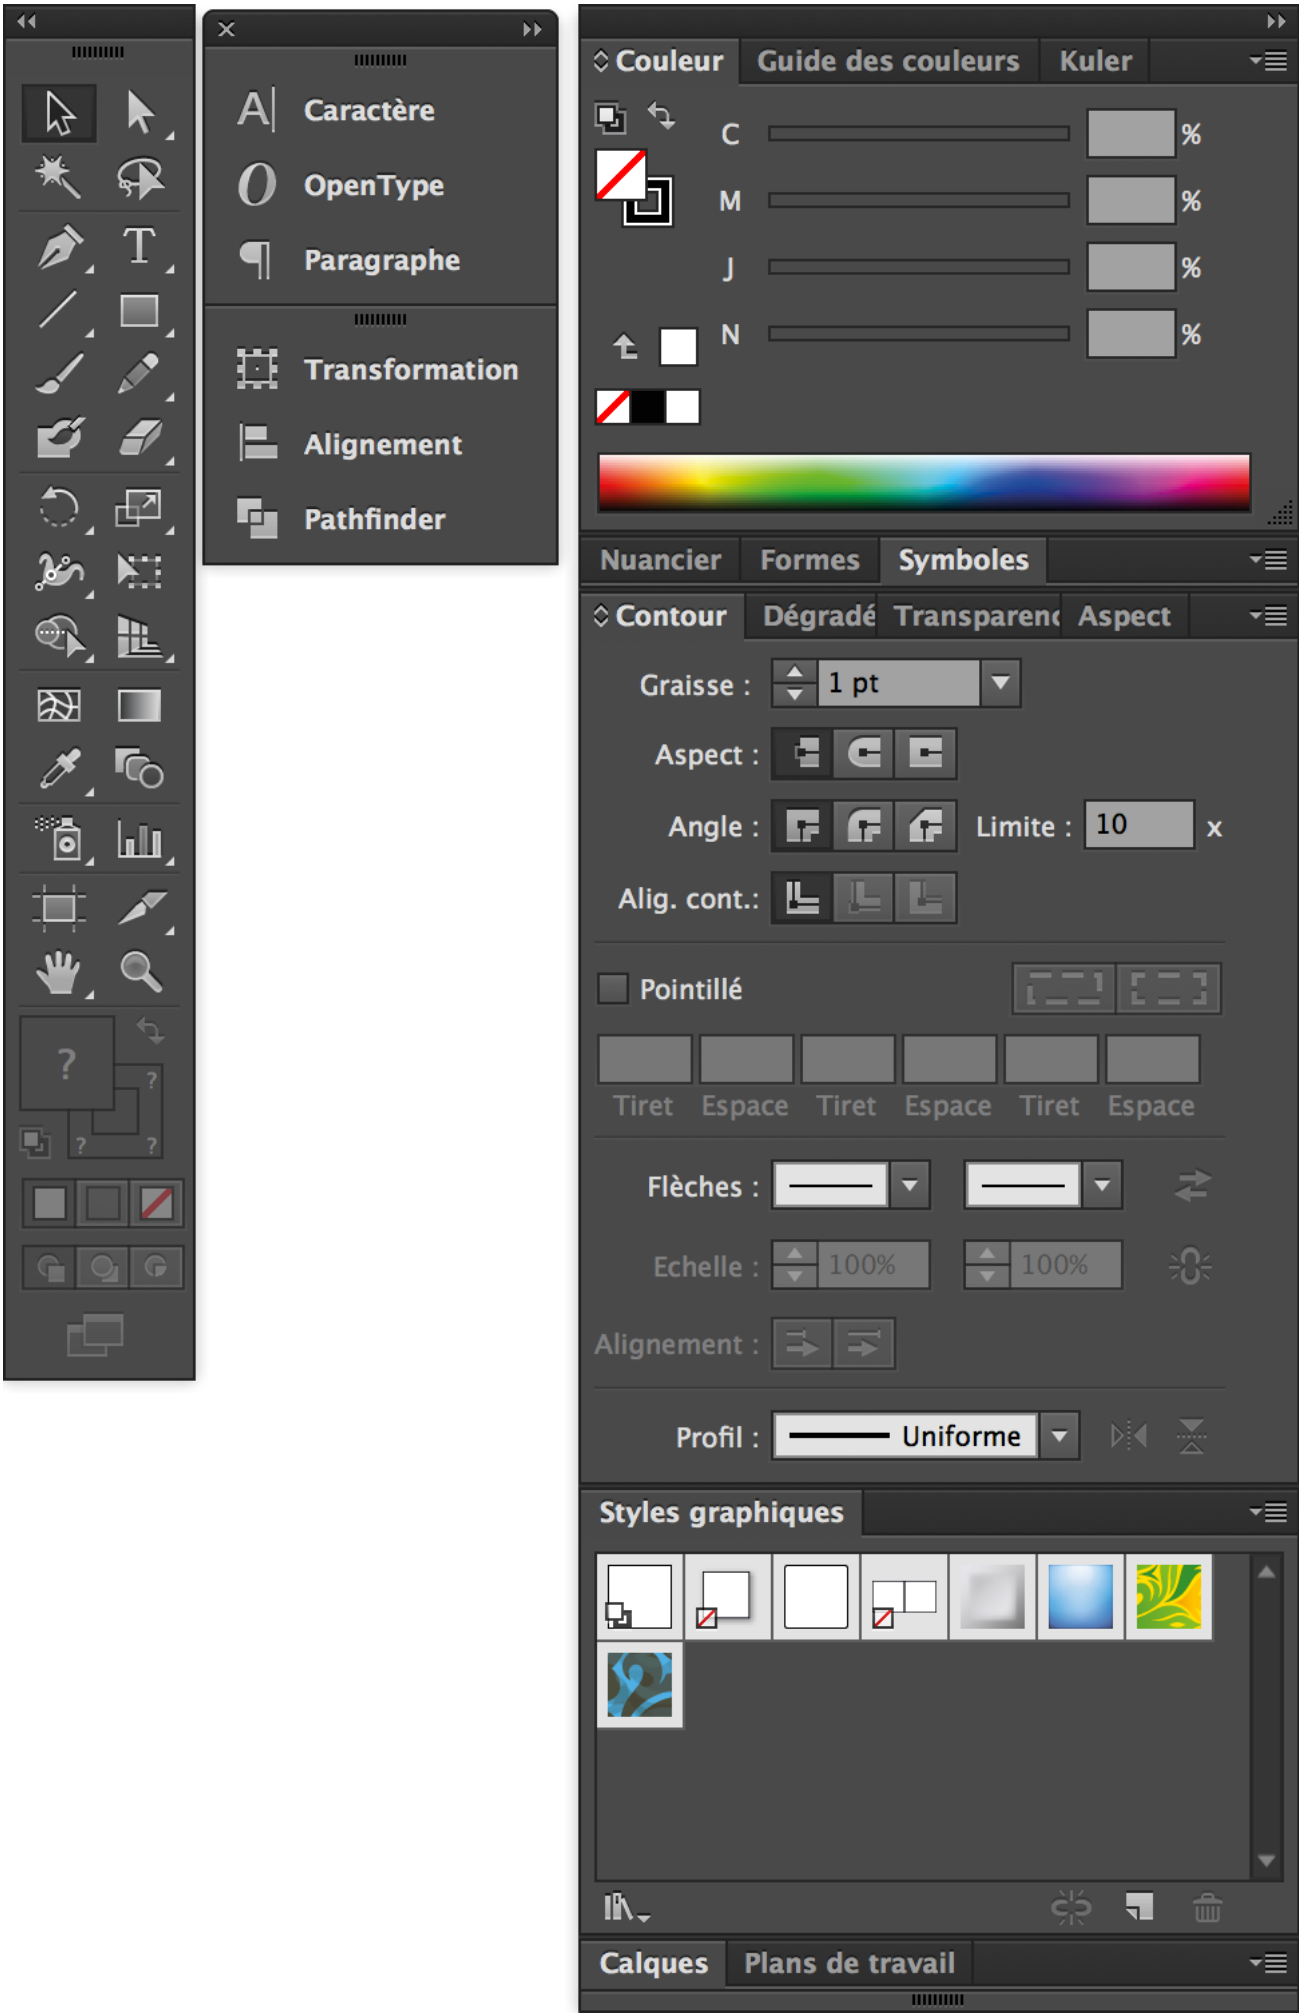 Caractère
OpenType
Paragraphe
Transformation
Alignement
Pathfinder
T
?
?
?
?
Couleur Guide des couleurs Kuler
C %
M %
J %
N %
Nuancier Formes Symboles
Contour Dégradé Transparenc Aspect
Graisse : 1 pt
Aspect :
Angle : Limite : 10 x
Alig. cont.:
Pointillé
Tiret Espace Tiret Espace Tiret Espace
Flèches :
Echelle : 100% 100%
Alignement :
Profil : Uniforme
Styles graphiques
Calques Plans de travail